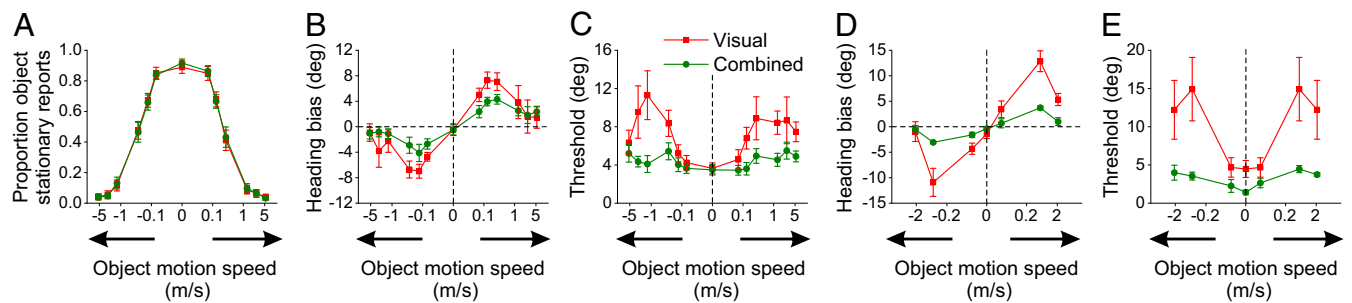 A
Proportion object
stationary reports
1.0
0.8
0.6
0.4
0.2
0.0
-5 -1 -0.1 0 0.1 1 5
Object motion speed
(m/s)
B
Heading bias (deg)
12
8
4
0
-4
-8
-12
-5 -1 -0.1 0 0.1 1 5
Object motion speed
(m/s)
C
Threshold (deg)
16
12
8
4
0
Visual
Combined
-5 -1 -0.1 0 0.1 1 5
Object motion speed
(m/s)
D
Heading bias (deg)
15
10
5
0
-5
-10
-15
-2 -0.2 0 0.2 2
Object motion speed
(m/s)
E
Threshold (deg)
20
15
10
5
0
-2 -0.2 0 0.2 2
Object motion speed
(m/s)